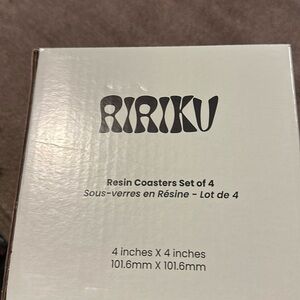 RIRIKU
Resin Coasters Set of 4
Sous-verres en Résine - Lot de 4
4 inches X 4 inches
101.6mm X 101.6mm